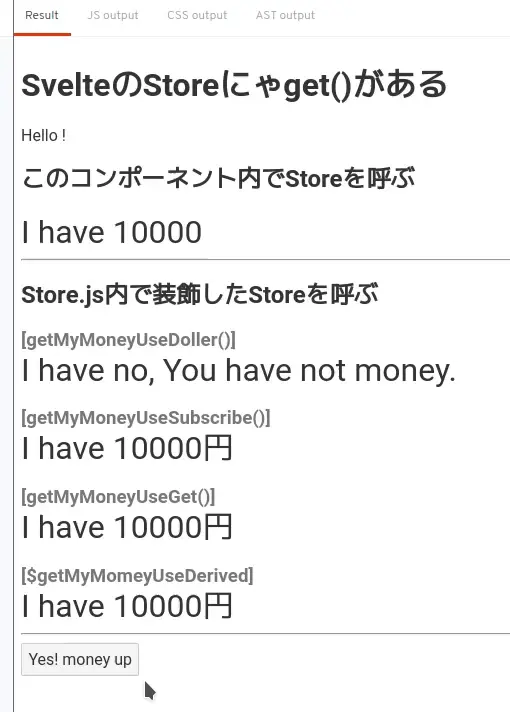 Result JS output CSS output AST output
SvelteのStoreにゃget()がある
Hello !
このコンポーネント内でStoreを呼ぶ
I have 10000
Store.js内で装飾したStoreを呼ぶ
[getMyMoneyUseDoller()]
I have no, You have not money.
[getMyMoneyUseSubscribe()]
I have 10000円
[getMyMoneyUseGet()]
I have 10000円
[$getMyMomeyUseDerived]
I have 10000円
Yes! money up